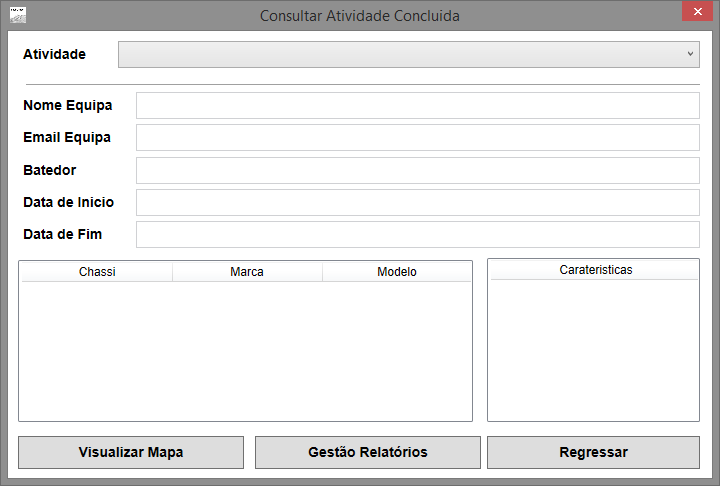 Consultar Atividade Concluida
Atividade
Nome Equipa
Email Equipa
Batedor
Data de Inicio
Data de Fim
Chassi Marca Modelo
Carateristicas
Visualizar Mapa Gestão Relatórios Regressar